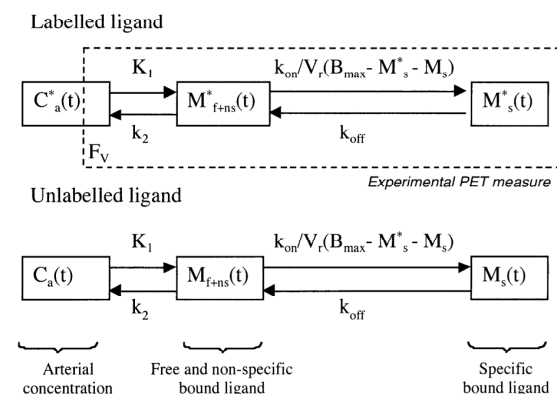 Labelled ligand
K₁ kₒₙ/Vᵣ(Bₘₐₓ- M*ₛ - Mₛ)
C*ₐ(t) M*f+ns(t) M*ₛ(t)
k₂ kₒff
Fᵥ
Experimental PET measure
Unlabelled ligand
K₁ kₒₙ/Vᵣ(Bₘₐₓ- M*ₛ - Mₛ)
Cₐ(t) Mf+ns(t) Mₛ(t)
k₂ kₒff
Arterial Free and non-specific Specific
concentration bound ligand bound ligand